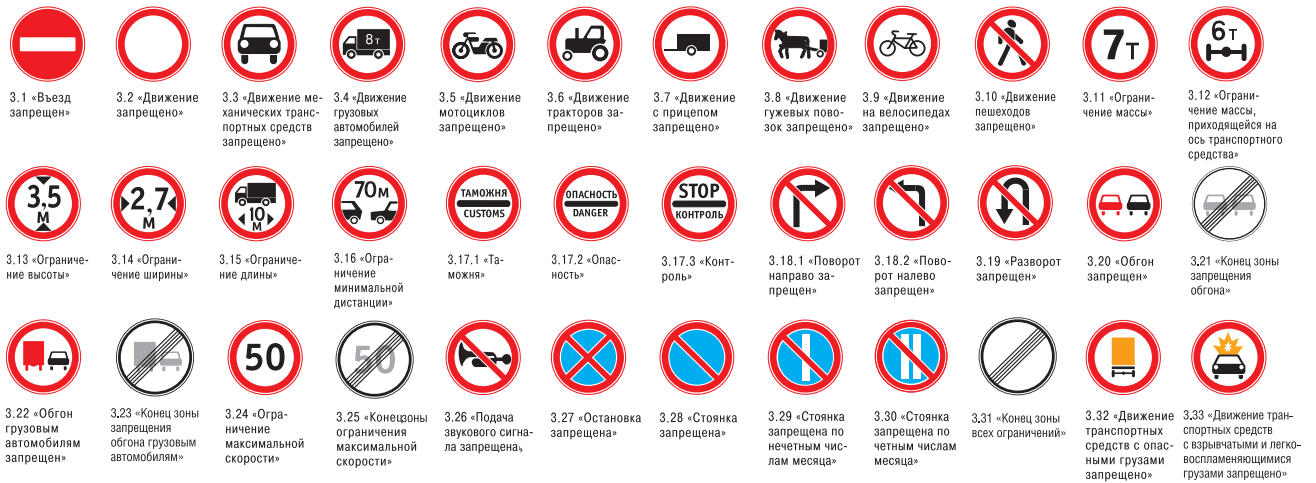 8т
7т
6т
3.1 «Въезд
запрещен»
3.2 «Движение
запрещено»
3.3 «Движение ме-
ханических транс-
портных средств
запрещено»
3.4 «Движение
грузовых
автомобилей
запрещено»
3.5 «Движение
мотоциклов
запрещено»
3.6 «Движение
тракторов за-
прещено»
3.7 «Движение
с прицепом
запрещено»
3.8 «Движение
гужевых пово-
зок запрещено»
3.9 «Движение
на велосипедах
запрещено»
3.10 «Движение
пешеходов
запрещено»
3.11 «Ограни-
чение массы»
3.12 «Ограни-
чение массы,
приходящейся на
ось транспортного
средства»
3,5
м
2,7
м
10
м
70м
ТАМОЖНЯ
CUSTOMS
ОПАСНОСТЬ
DANGER
STOP
КОНТРОЛЬ
3.13 «Ограниче-
ние высоты»
3.14 «Ограни-
чение ширины»
3.15 «Ограниче-
ние длины»
3.16 «Огра-
ничение
минимальной
дистанции»
3.17.1 «Та-
можня»
3.17.2 «Опас-
ность»
3.17.3 «Конт-
роль»
3.18.1 «Поворот
направо за-
прещен»
3.18.2 «Пово-
рот налево
запрещен»
3.19 «Разворот
запрещен»
3.20 «Обгон
запрещен»
3.21 «Конец зоны
запрещения
обгона»
50
50
3.22 «Обгон
грузовым
автомобилям
запрещен»
3.23 «Конец зоны
запрещения
обгона грузовым
автомобилям»
3.24 «Огра-
ничение
максимальной
скорости»
3.25 «Конец зоны
ограничения
максимальной
скорости»
3.26 «Подача
звукового сигна-
ла запрещена»
3.27 «Остановка
запрещена»
3.28 «Стоянка
запрещена»
3.29 «Стоянка
запрещена по
нечетным чис-
лам месяца»
3.30 «Стоянка
запрещена по
четным числам
месяца»
3.31 «Конец зоны
всех ограничений»
3.32 «Движение
транспортных
средств с опас-
ными грузами
запрещено»
3.33 «Движение тран-
спортных средств
с взрывчатыми и легко-
воспламеняющимися
грузами запрещено»